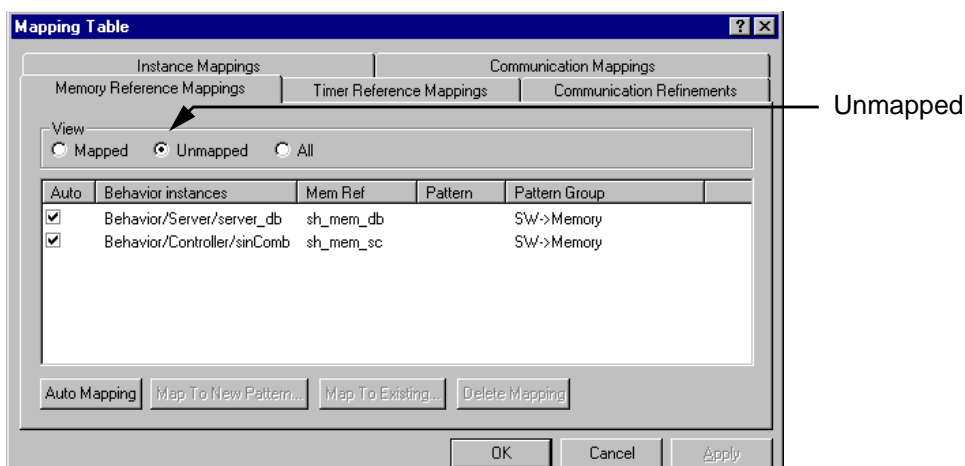 Mapping Table
Instance Mappings Communication Mappings
Memory Reference Mappings Timer Reference Mappings Communication Refinements
Unmapped
View
Mapped Unmapped All
Auto Behavior instances Mem Ref Pattern Pattern Group
Behavior/Server/server_db sh_mem_db SW->Memory
Behavior/Controller/sinComb sh_mem_sc SW->Memory
Auto Mapping Map To New Pattern... Map To Existing... Delete Mapping
OK Cancel Apply